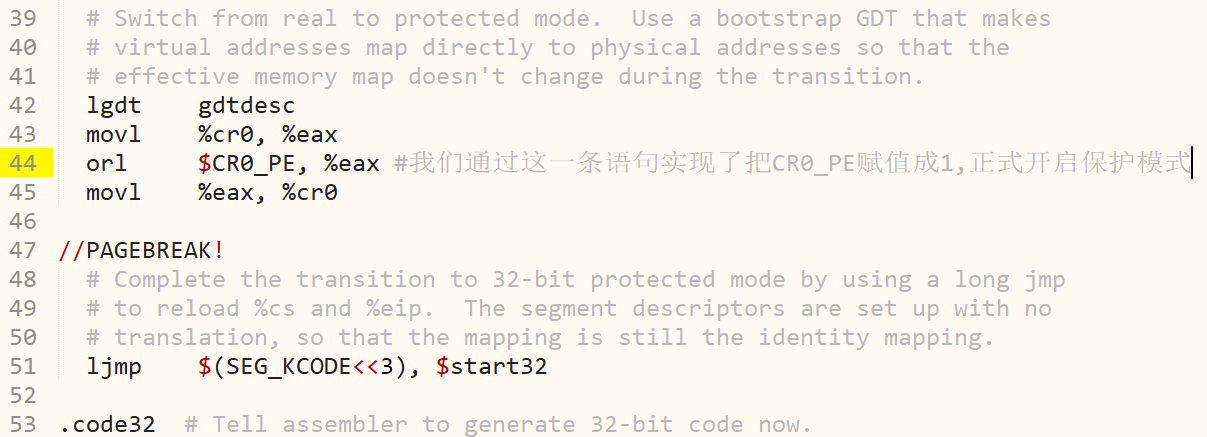 39 # Switch from real to protected mode.  Use a bootstrap GDT that makes
40 # virtual addresses map directly to physical addresses so that the
41 # effective memory map doesn't change during the transition.
42 lgdt    gdtdesc
43 movl    %cr0, %eax
44 orl     $CR0_PE, %eax #我们通过这一条语句实现了把CR0_PE赋值成1,正式开启保护模式
45 movl    %eax, %cr0
46
47 //PAGEBREAK!
48 # Complete the transition to 32-bit protected mode by using a long jmp
49 # to reload %cs and %eip.  The segment descriptors are set up with no
50 # translation, so that the mapping is still the identity mapping.
51 ljmp    $(SEG_KCODE<<3), $start32
52
53 .code32  # Tell assembler to generate 32-bit code now.